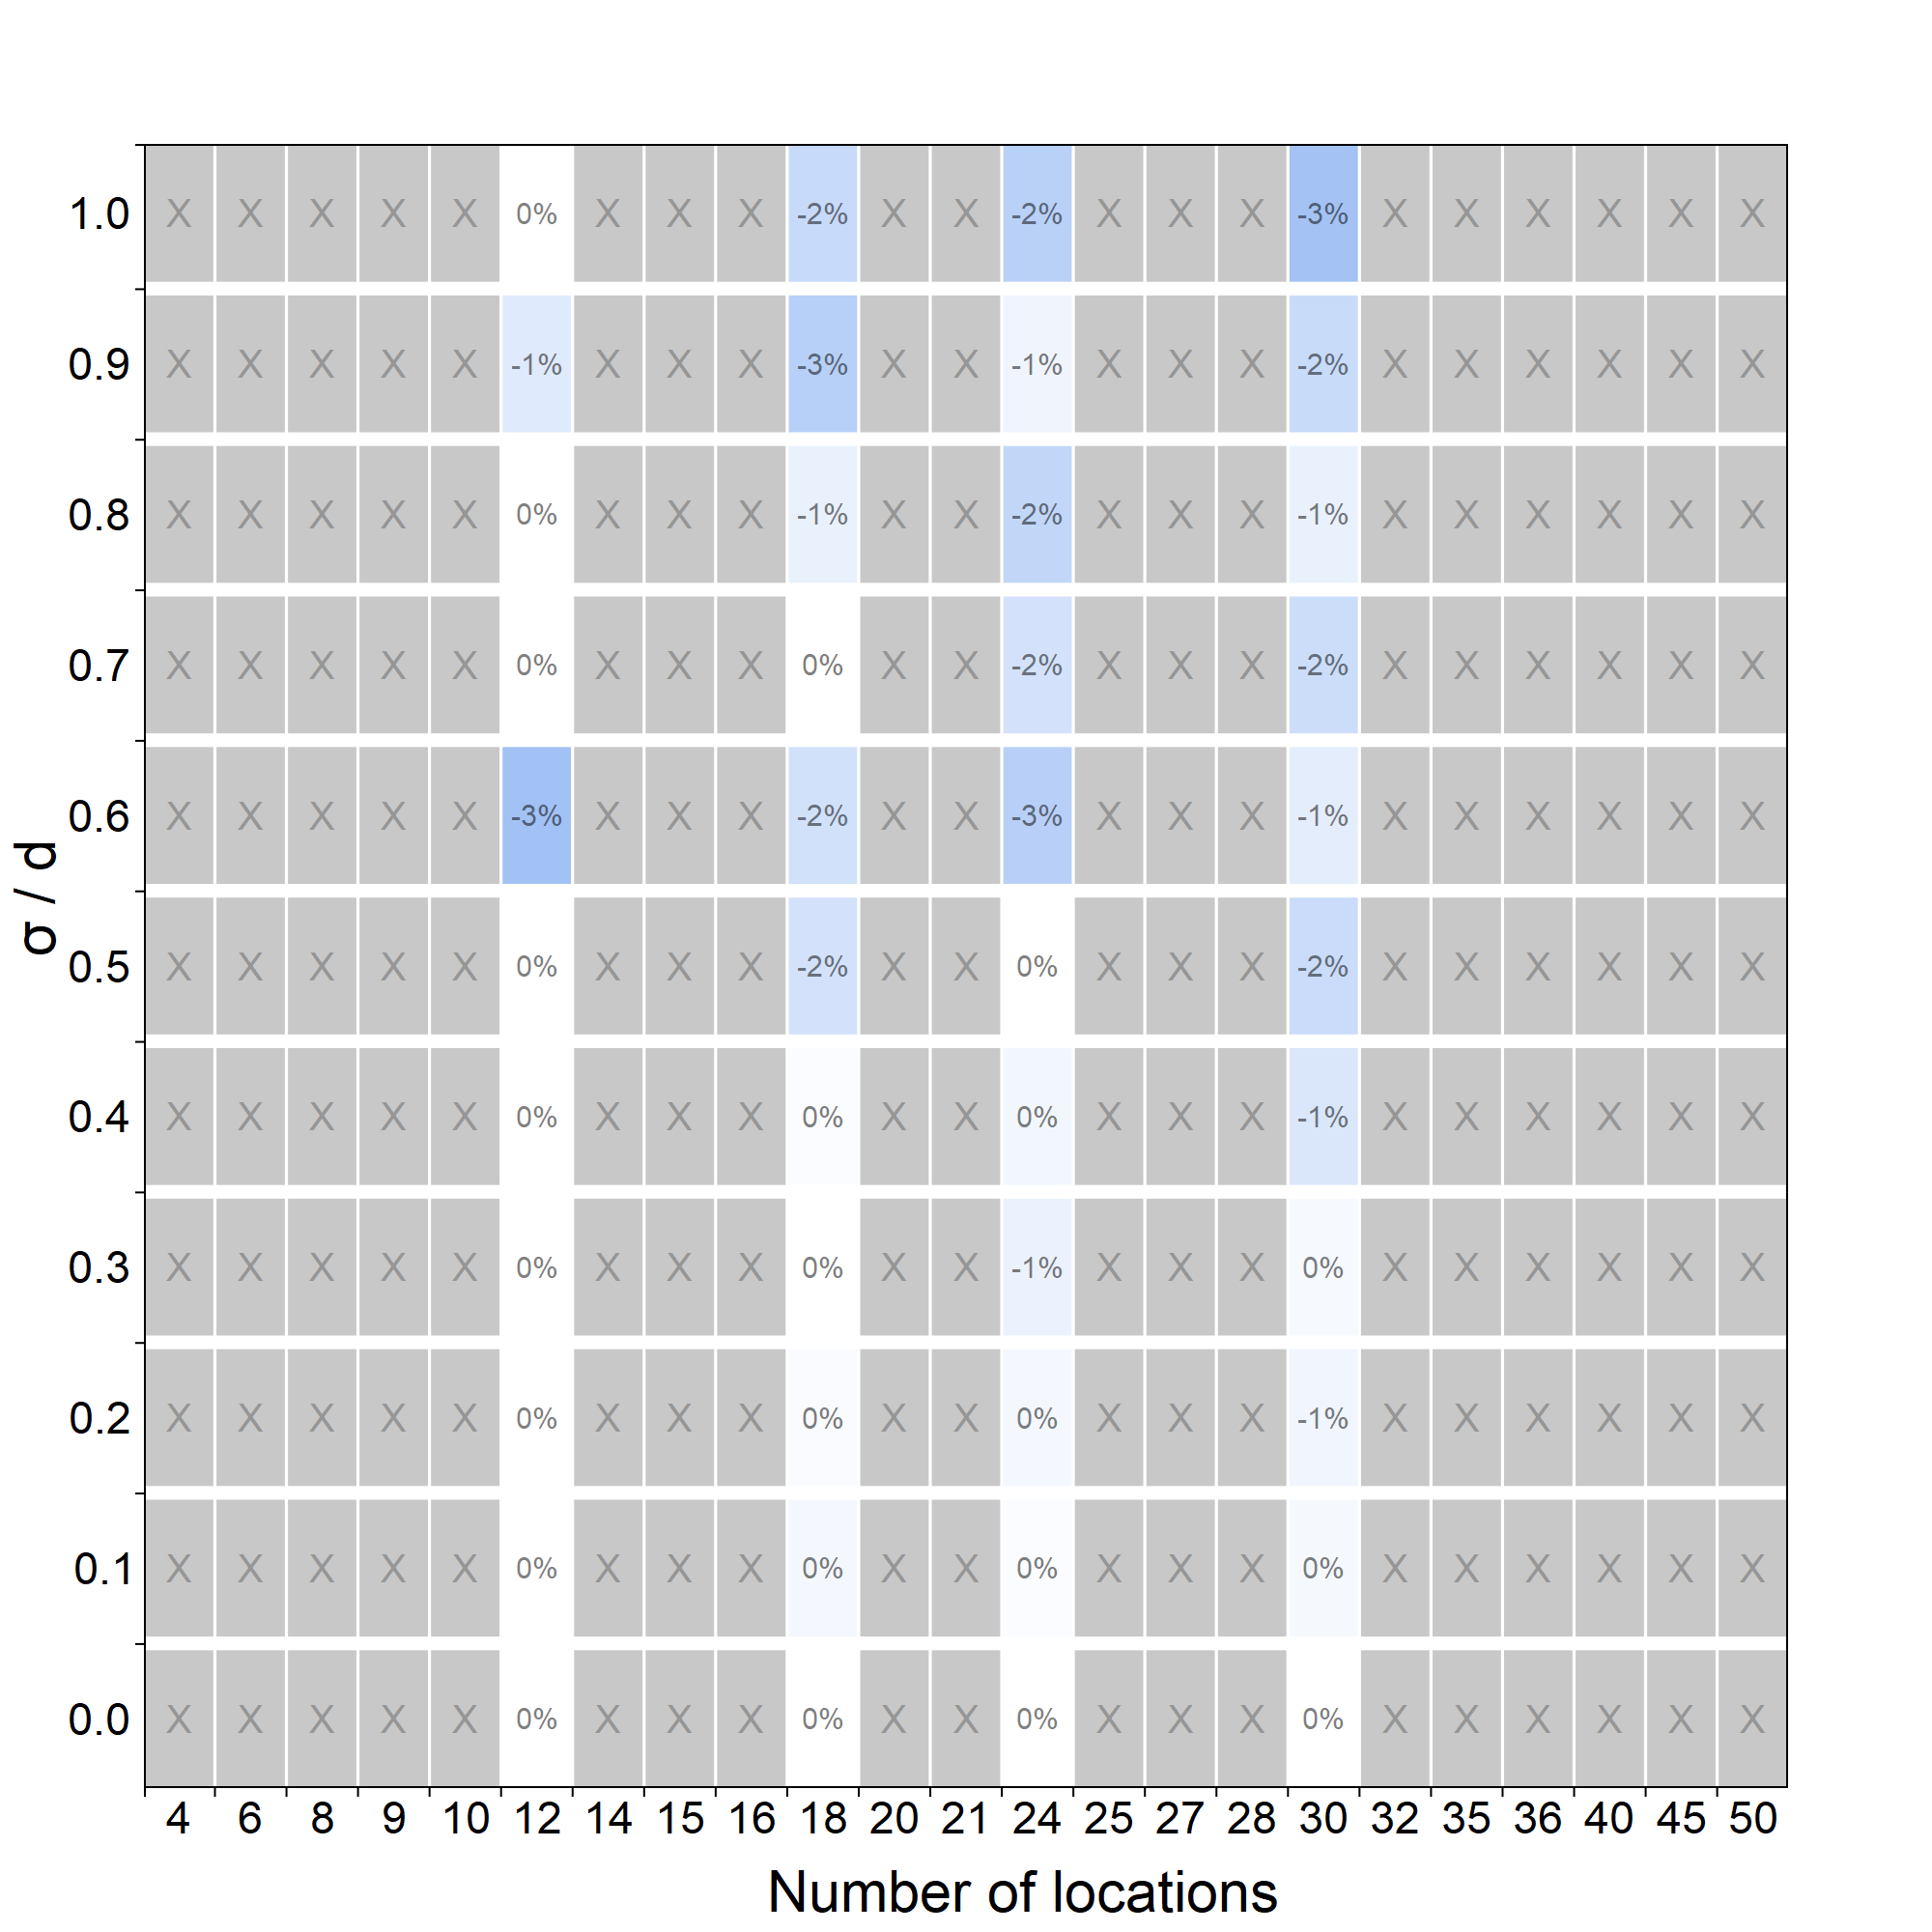 1.0 X X X X X 0% X X X -2% X X -2% X X X -3% X X X X X X
0.9 X X X X X -1% X X X -3% X X -1% X X X -2% X X X X X X
0.8 X X X X X 0% X X X -1% X X -2% X X X -1% X X X X X X
0.7 X X X X X 0% X X X 0% X X -2% X X X -2% X X X X X X
0.6 X X X X X -3% X X X -2% X X -3% X X X -1% X X X X X X
σ / d
0.5 X X X X X 0% X X X -2% X X 0% X X X -2% X X X X X X
0.4 X X X X X 0% X X X 0% X X 0% X X X -1% X X X X X X
0.3 X X X X X 0% X X X 0% X X -1% X X X 0% X X X X X X
0.2 X X X X X 0% X X X 0% X X 0% X X X -1% X X X X X X
0.1 X X X X X 0% X X X 0% X X 0% X X X 0% X X X X X X
0.0 X X X X X 0% X X X 0% X X 0% X X X 0% X X X X X X
4 6 8 9 10 12 14 15 16 18 20 21 24 25 27 28 30 32 35 36 40 45 50
Number of locations